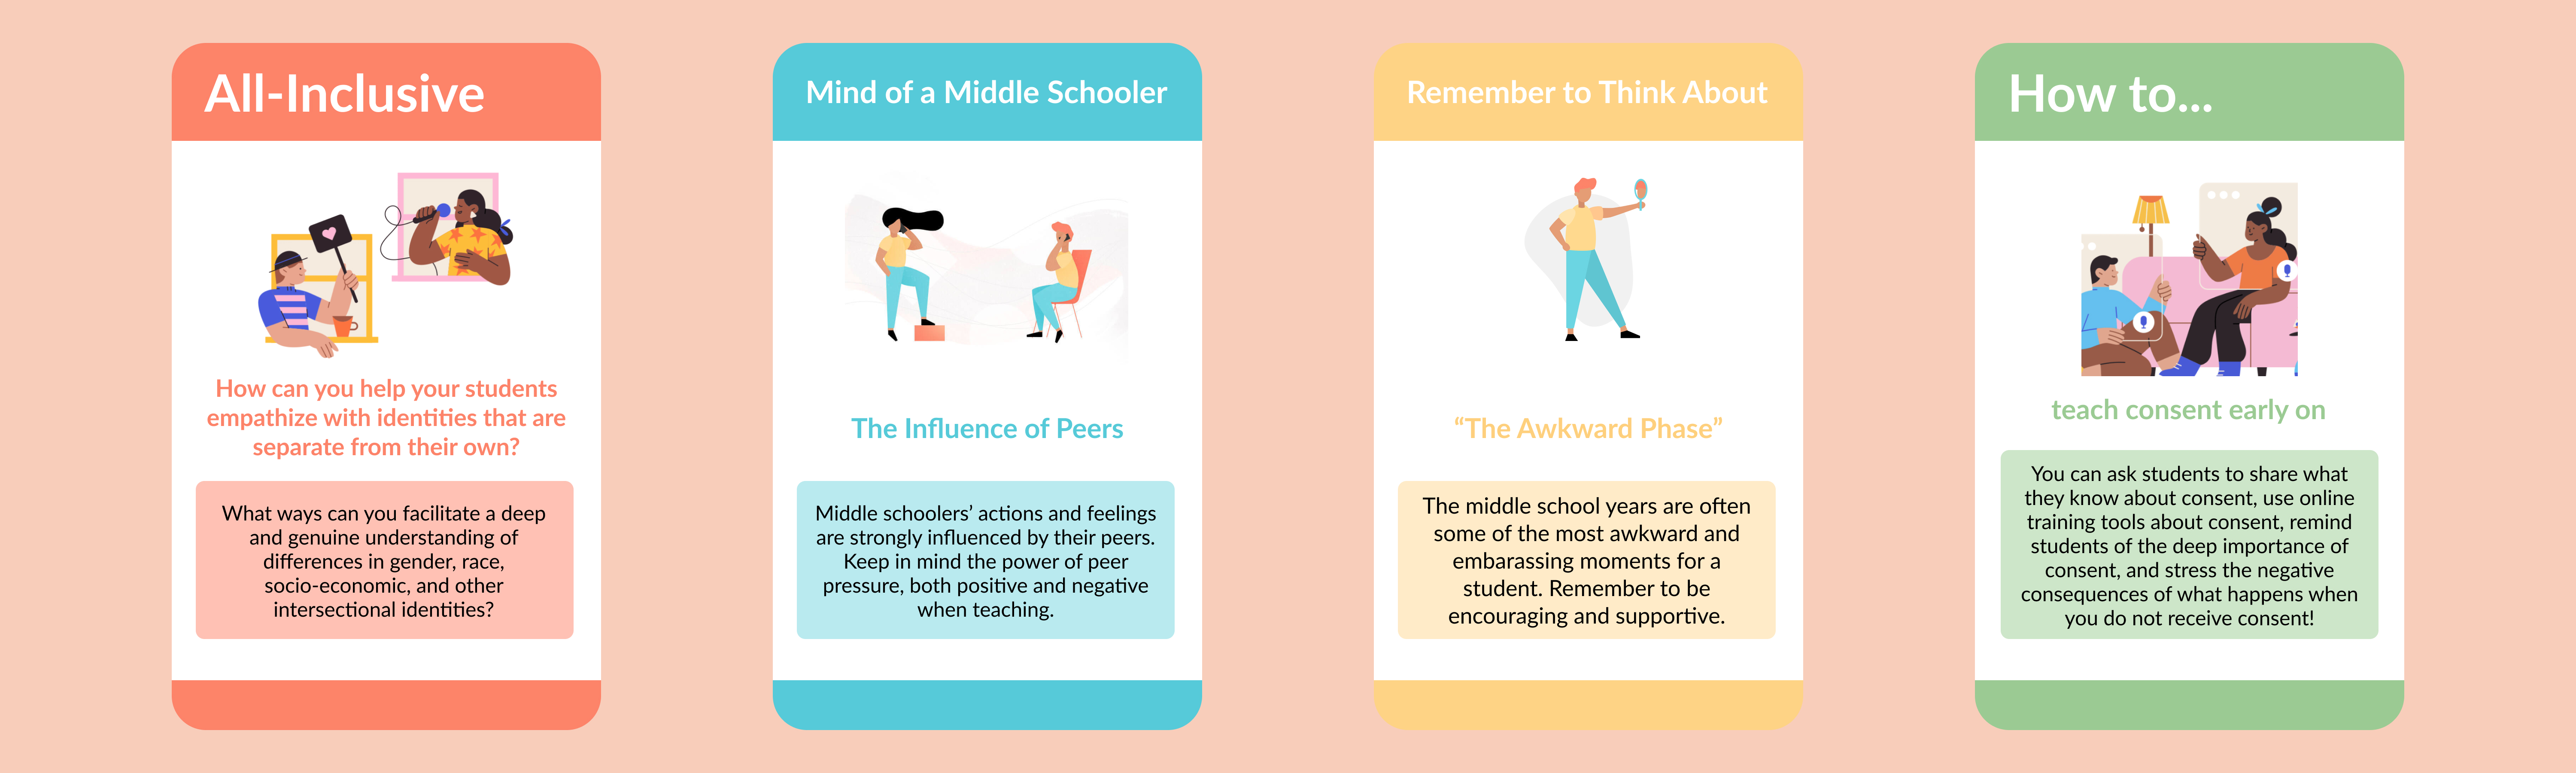 All-Inclusive
How can you help your students
empathize with identities that are
separate from their own?
What ways can you facilitate a deep
and genuine understanding of
differences in gender, race,
socio-economic, and other
intersectional identities?
Mind of a Middle Schooler
The Influence of Peers
Middle schoolers’ actions and feelings
are strongly influenced by their peers.
Keep in mind the power of peer
pressure, both positive and negative
when teaching.
Remember to Think About
“The Awkward Phase”
The middle school years are often
some of the most awkward and
embarassing moments for a
student. Remember to be
encouraging and supportive.
How to...
teach consent early on
You can ask students to share what
they know about consent, use online
training tools about consent, remind
students of the deep importance of
consent, and stress the negative
consequences of what happens when
you do not receive consent!